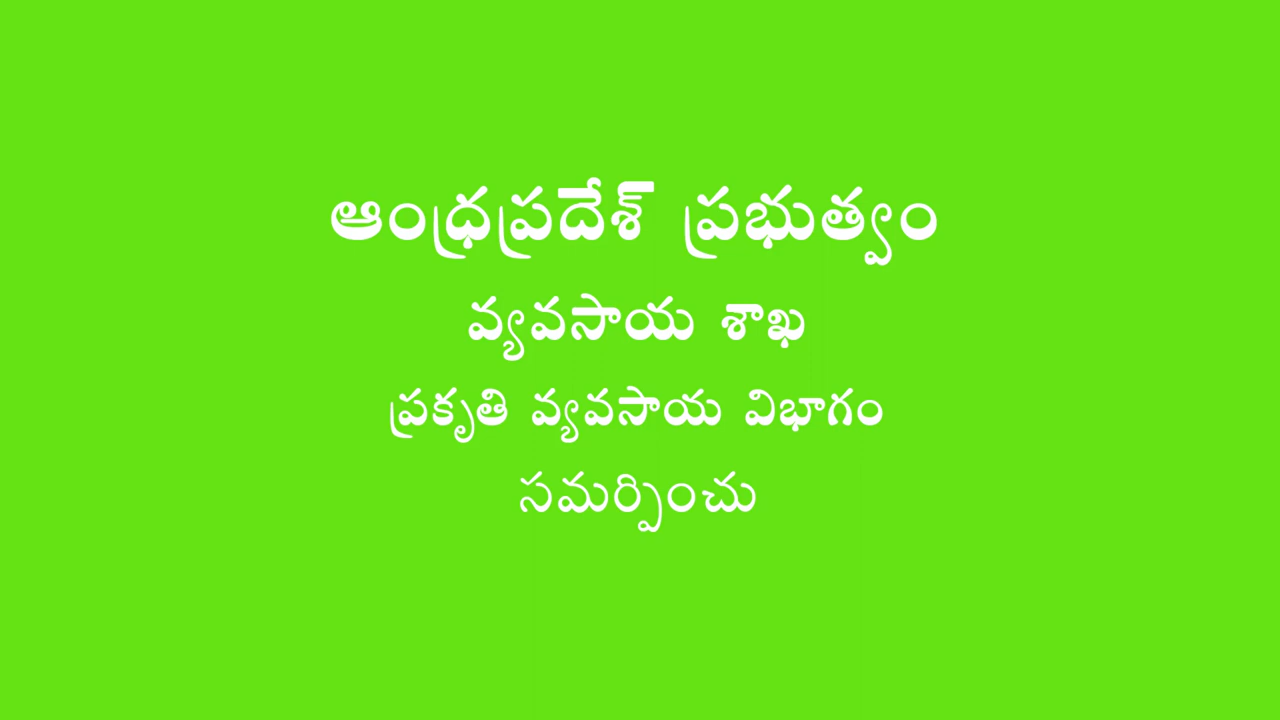 ఆంధ్రప్రదేశ్ ప్రభుత్వం
వ్యవసాయ శాఖ
ప్రకృతి వ్యవసాయ విభాగం
సమర్పించు